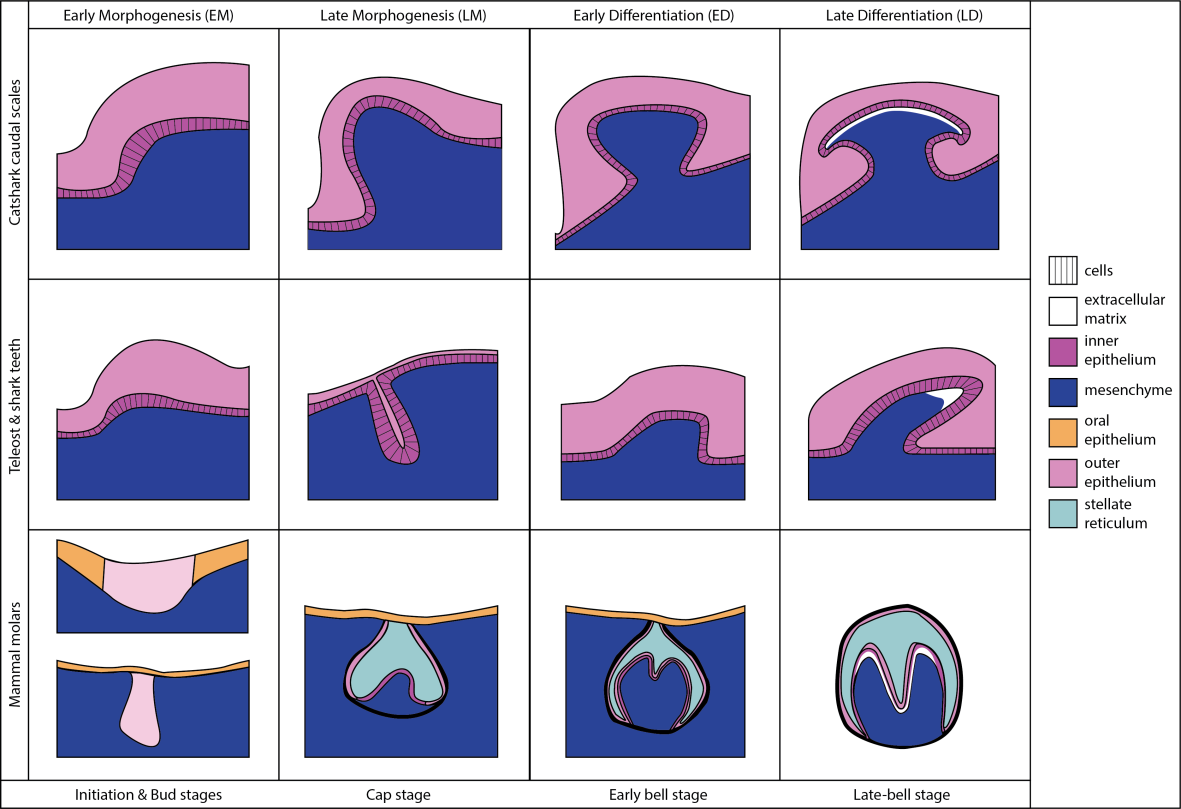 Early Morphogenesis (EM)
Late Morphogenesis (LM)
Early Differentiation (ED)
Late Differentiation (LD)
Catshark caudal scales
Teleost & shark teeth
Mammal molars
Initiation & Bud stages
Cap stage
Early bell stage
Late-bell stage
cells
extracellular
matrix
inner
epithelium
mesenchyme
oral
epithelium
outer
epithelium
stellate
reticulum